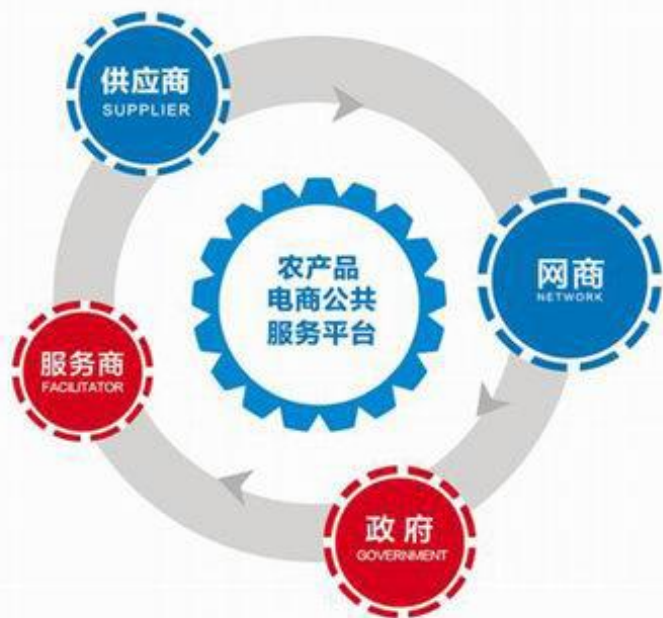 供应商
SUPPLIER
网商
NETWORK
农产品
电商公共
服务平台
服务商
FACILITATOR
政府
GOVERNMENT